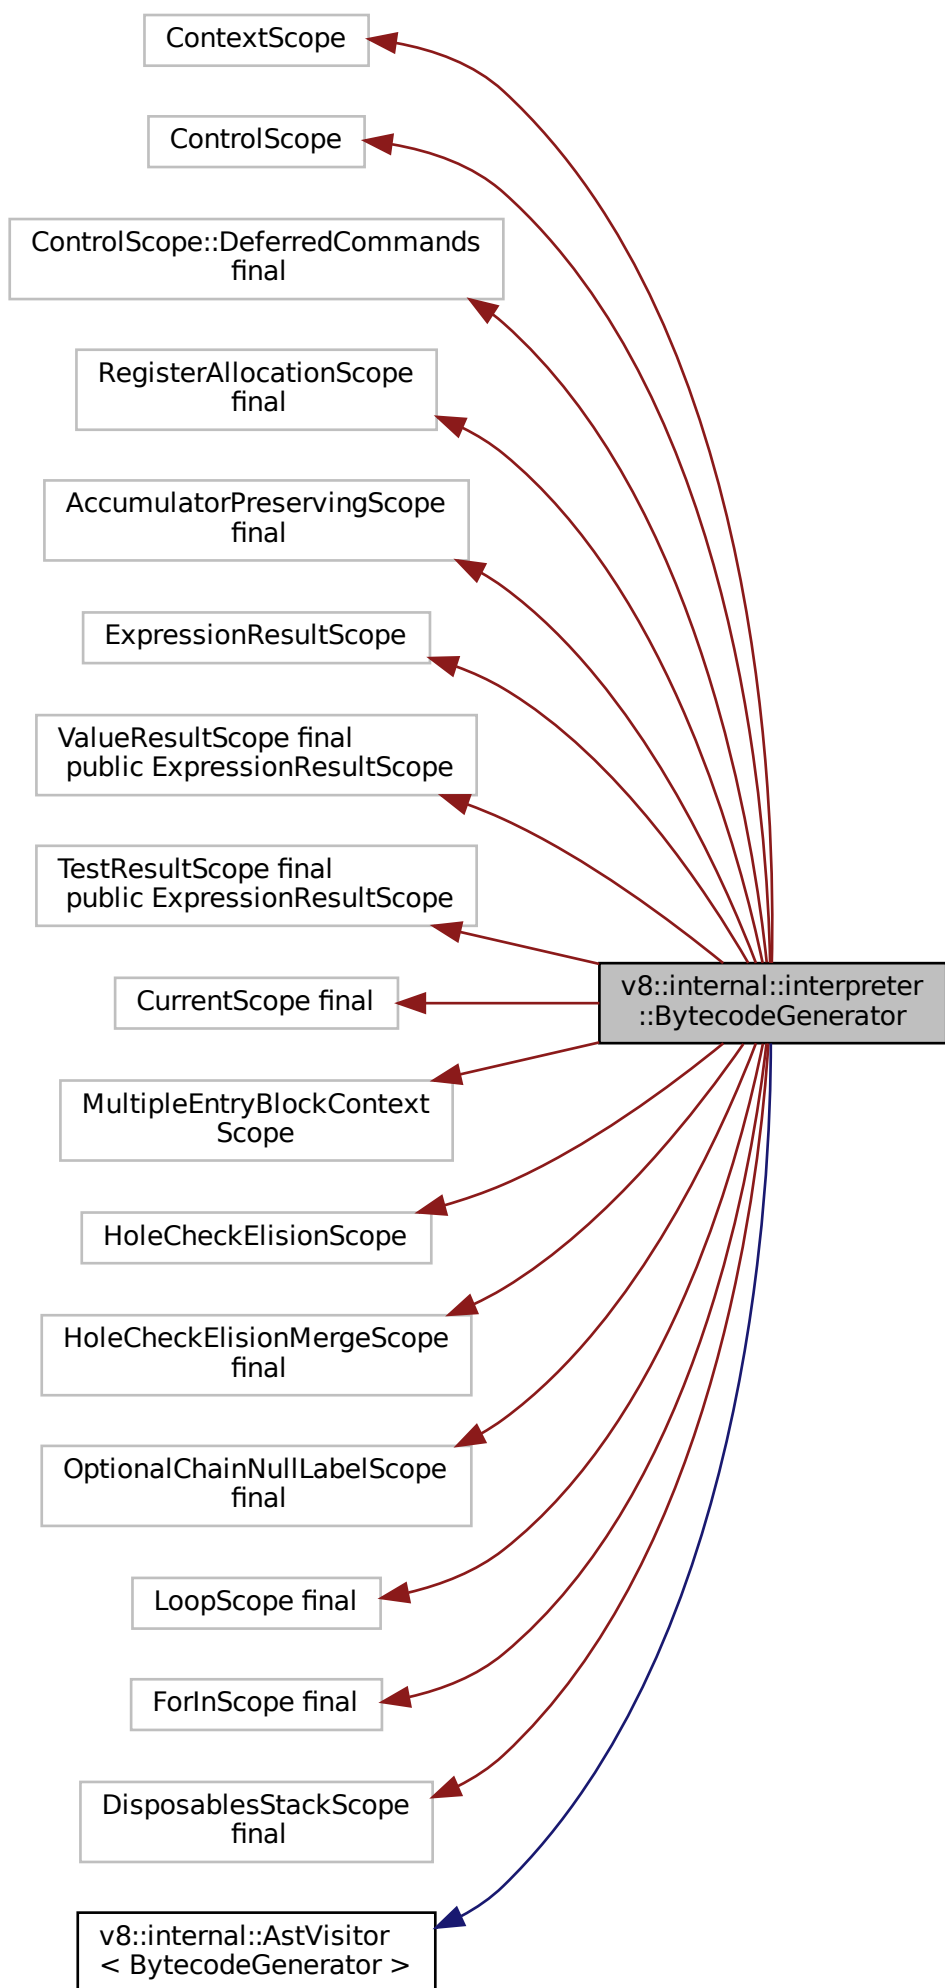 ContextScope
ControlScope
ControlScope::DeferredCommands
final
RegisterAllocationScope
final
AccumulatorPreservingScope
final
ExpressionResultScope
ValueResultScope final
public ExpressionResultScope
TestResultScope final
public ExpressionResultScope
v8::internal::interpreter
::BytecodeGenerator
CurrentScope final
MultipleEntryBlockContext
Scope
HoleCheckElisionScope
HoleCheckElisionMergeScope
final
OptionalChainNullLabelScope
final
LoopScope final
ForInScope final
DisposablesStackScope
final
v8::internal::AstVisitor
< BytecodeGenerator >